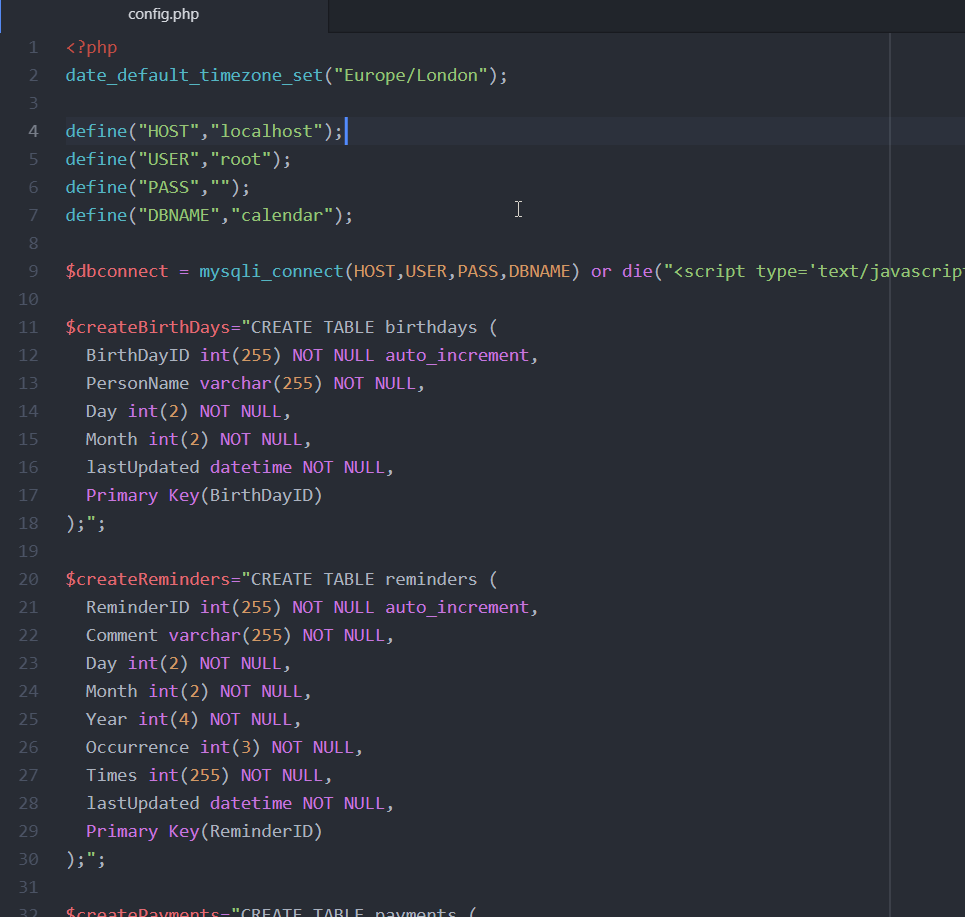 config.php
1 <?php
2 date_default_timezone_set("Europe/London");
3
4 define("HOST","localhost");
5 define("USER","root");
6 define("PASS","");
7 define("DBNAME","calendar");
8
9 $dbconnect = mysqli_connect(HOST,USER,PASS,DBNAME) or die("<script type='text/javascript
10
11 $createBirthDays="CREATE TABLE birthdays (
12 BirthDayID int(255) NOT NULL auto_increment,
13 PersonName varchar(255) NOT NULL,
14 Day int(2) NOT NULL,
15 Month int(2) NOT NULL,
16 lastUpdated datetime NOT NULL,
17 Primary Key(BirthDayID)
18 );";
19
20 $createReminders="CREATE TABLE reminders (
21 ReminderID int(255) NOT NULL auto_increment,
22 Comment varchar(255) NOT NULL,
23 Day int(2) NOT NULL,
24 Month int(2) NOT NULL,
25 Year int(4) NOT NULL,
26 Occurrence int(3) NOT NULL,
27 Times int(255) NOT NULL,
28 lastUpdated datetime NOT NULL,
29 Primary Key(ReminderID)
30 );";
31
32 $createPayments="CREATE TABLE payments (